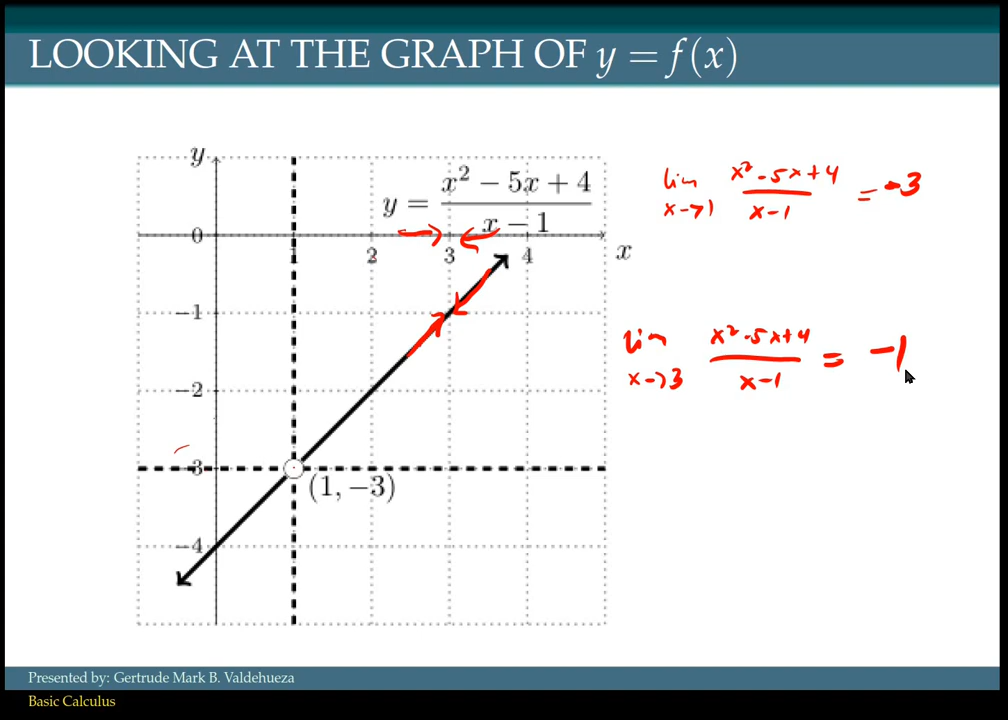 LOOKING AT THE GRAPH OF y = f(x)
y
y = (x² − 5x + 4)/(x − 1)
0
1 2 3 4 x
−1
−2
−3
(1, −3)
−4
lim x→1 (x² - 5x + 4)/(x - 1) = -3
lim x→3 (x² - 5x + 4)/(x - 1) = -1
Presented by: Gertrude Mark B. Valdehueza
Basic Calculus